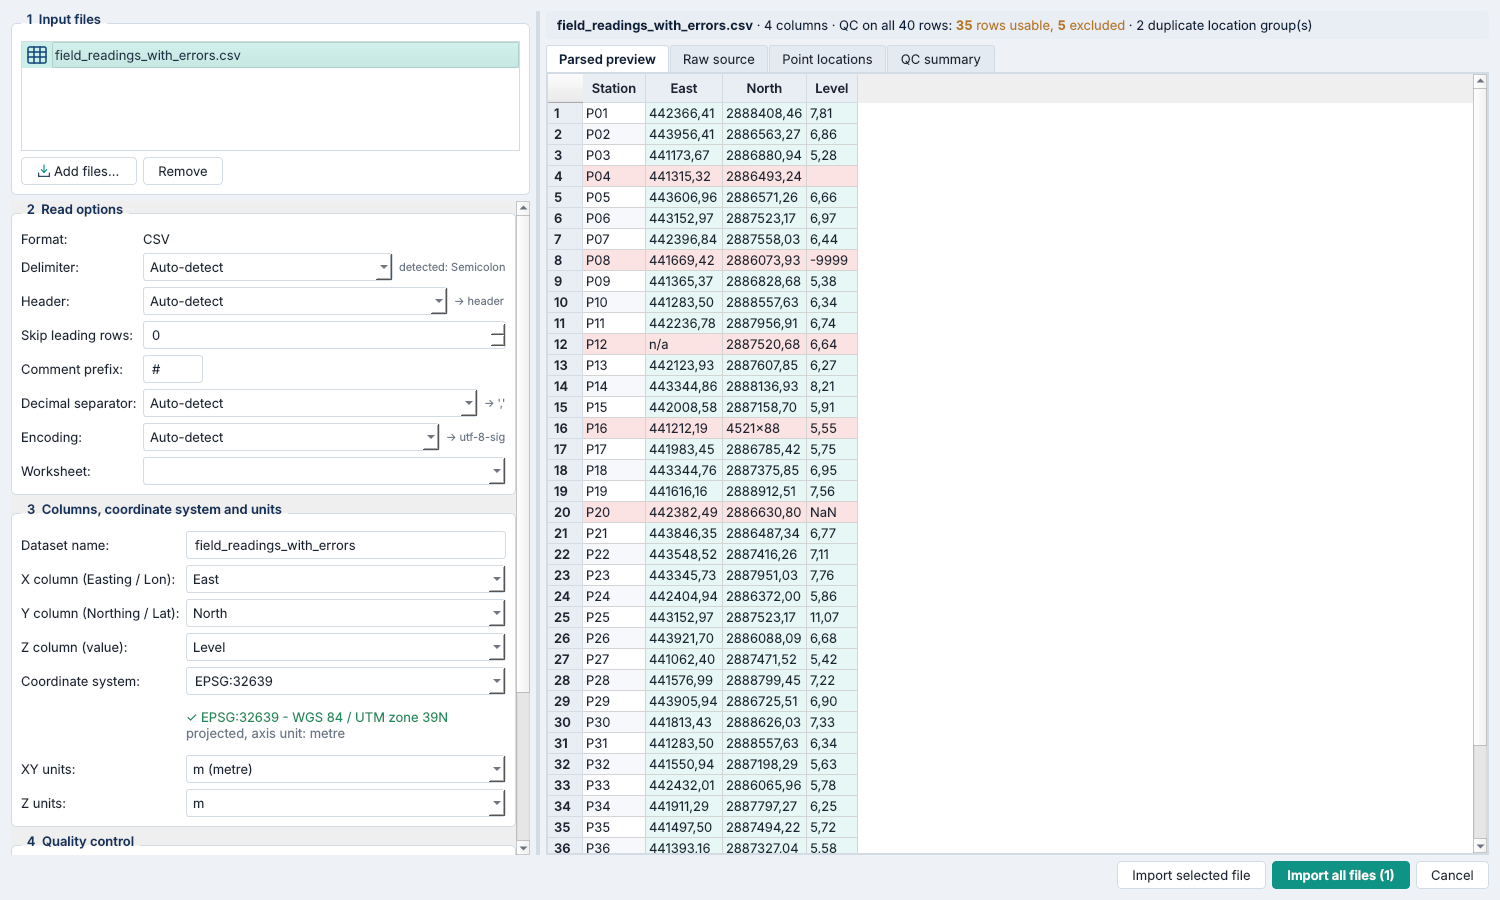 1 Input files
field_readings_with_errors.csv
Add files...
Remove
2 Read options
Format: CSV
Delimiter: Auto-detect detected: Semicolon
Header: Auto-detect → header
Skip leading rows: 0
Comment prefix: #
Decimal separator: Auto-detect → ','
Encoding: Auto-detect → utf-8-sig
Worksheet:
3 Columns, coordinate system and units
Dataset name: field_readings_with_errors
X column (Easting / Lon): East
Y column (Northing / Lat): North
Z column (value): Level
Coordinate system: EPSG:32639
✓ EPSG:32639 - WGS 84 / UTM zone 39N
projected, axis unit: metre
XY units: m (metre)
Z units: m
4 Quality control
field_readings_with_errors.csv · 4 columns · QC on all 40 rows: 35 rows usable, 5 excluded · 2 duplicate location group(s)
Parsed preview Raw source Point locations QC summary
Station East North Level
1 P01 442366,41 2888408,46 7,81
2 P02 443956,41 2886563,27 6,86
3 P03 441173,67 2886880,94 5,28
4 P04 441315,32 2886493,24
5 P05 443606,96 2886571,26 6,66
6 P06 443152,97 2887523,17 6,97
7 P07 442396,84 2887558,03 6,44
8 P08 441669,42 2886073,93 -9999
9 P09 441365,37 2886828,68 5,38
10 P10 441283,50 2888557,63 6,34
11 P11 442236,78 2887956,91 6,74
12 P12 n/a 2887520,68 6,64
13 P13 442123,93 2887607,85 6,27
14 P14 443344,86 2888136,93 8,21
15 P15 442008,58 2887158,70 5,91
16 P16 441212,19 4521×88 5,55
17 P17 441983,45 2886785,42 5,75
18 P18 443344,76 2887375,85 6,95
19 P19 441616,16 2888912,51 7,56
20 P20 442382,49 2886630,80 NaN
21 P21 443846,35 2886487,34 6,77
22 P22 443548,52 2887416,26 7,11
23 P23 443345,73 2887951,03 7,76
24 P24 442404,94 2886372,00 5,86
25 P25 443152,97 2887523,17 11,07
26 P26 443921,70 2886088,09 6,68
27 P27 441062,40 2887471,52 5,42
28 P28 441576,99 2888799,45 7,22
29 P29 443905,94 2886725,51 6,90
30 P30 441813,43 2888626,03 7,33
31 P31 441283,50 2888557,63 6,34
32 P32 441550,94 2887198,29 5,63
33 P33 442432,01 2886065,96 5,78
34 P34 441911,29 2887797,27 6,25
35 P35 441497,50 2887494,22 5,72
36 P36 441393,16 2887327,04 5,58
Import selected file
Import all files (1)
Cancel